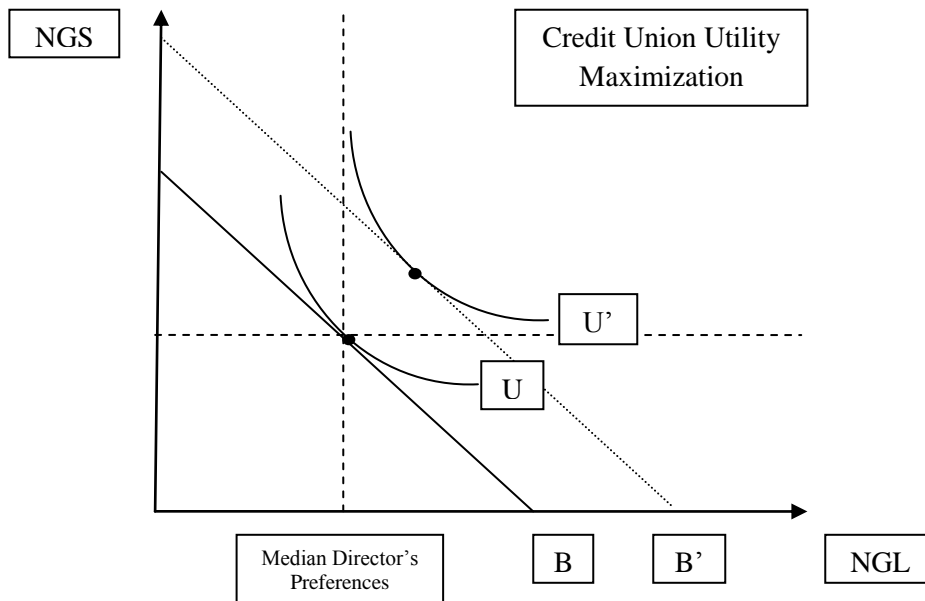 NGS
Credit Union Utility
Maximization
U’
U
Median Director’s
Preferences
B
B’
NGL